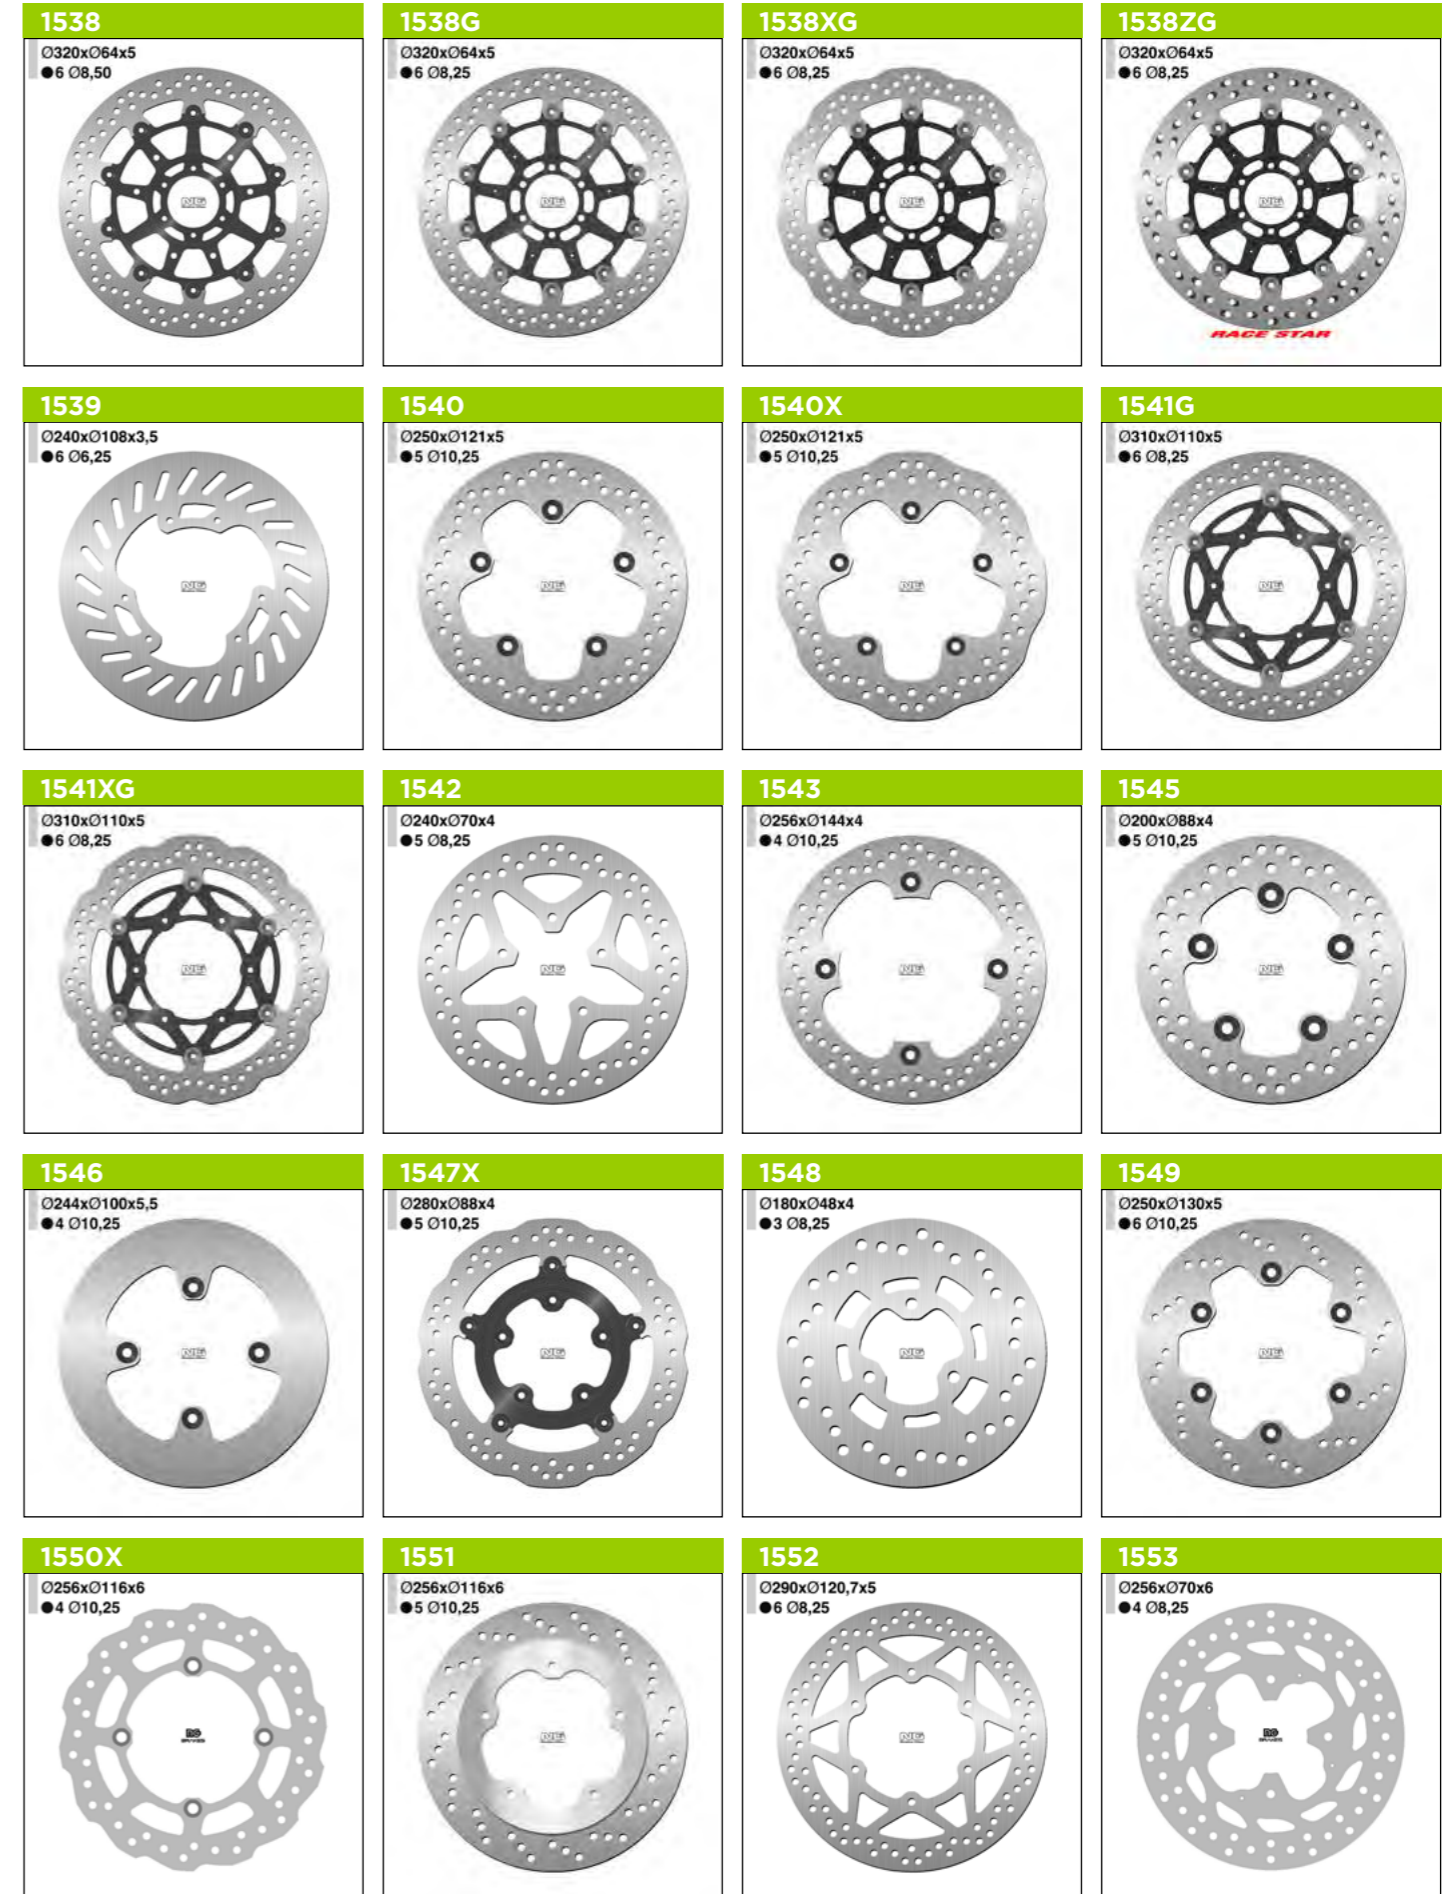 1538
Ø320xØ64x5
●6 Ø8,50
1538G
Ø320xØ64x5
●6 Ø8,25
1538XG
Ø320xØ64x5
●6 Ø8,25
1538ZG
Ø320xØ64x5
●6 Ø8,25
RACE STAR
1539
Ø240xØ108x3,5
●6 Ø6,25
1540
Ø250xØ121x5
●5 Ø10,25
1540X
Ø250xØ121x5
●5 Ø10,25
1541G
Ø310xØ110x5
●6 Ø8,25
1541XG
Ø310xØ110x5
●6 Ø8,25
1542
Ø240xØ70x4
●5 Ø8,25
1543
Ø256xØ144x4
●4 Ø10,25
1545
Ø200xØ88x4
●5 Ø10,25
1546
Ø244xØ100x5,5
●4 Ø10,25
1547X
Ø280xØ88x4
●5 Ø10,25
1548
Ø180xØ48x4
●3 Ø8,25
1549
Ø250xØ130x5
●6 Ø10,25
1550X
Ø256xØ116x6
●4 Ø10,25
1551
Ø256xØ116x6
●5 Ø10,25
1552
Ø290xØ120,7x5
●6 Ø8,25
1553
Ø256xØ70x6
●4 Ø8,25